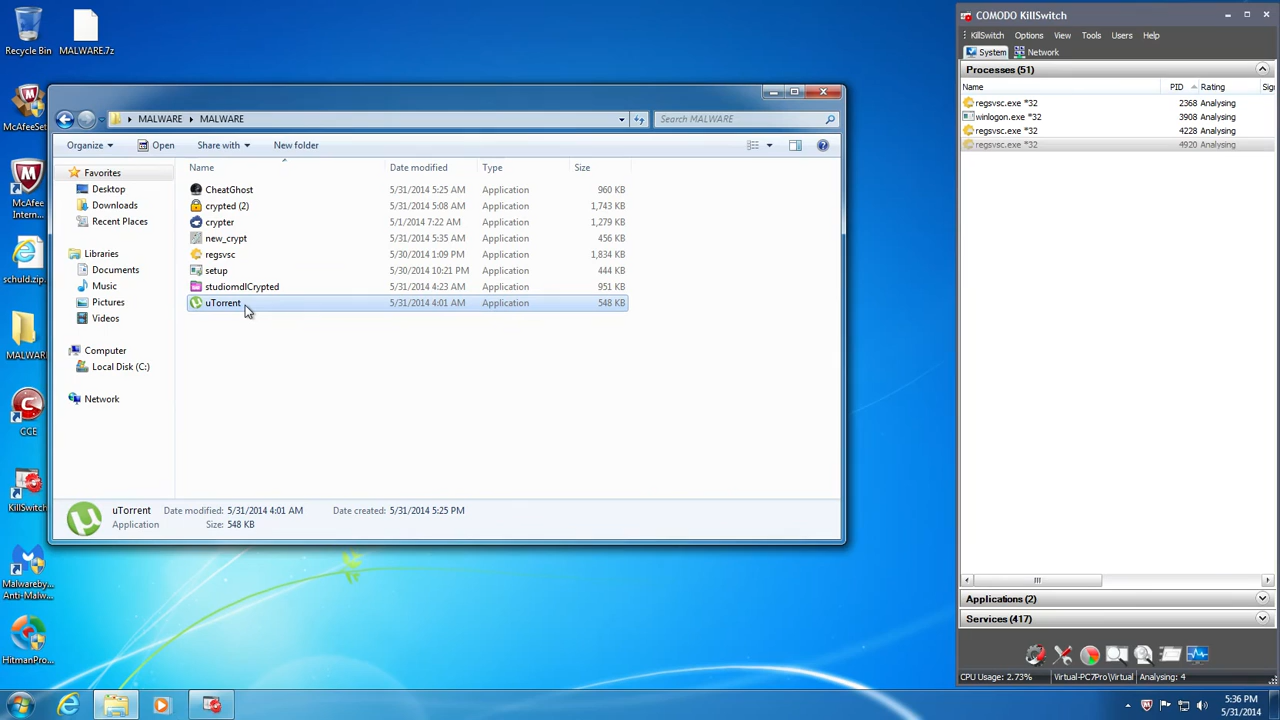 Recycle Bin
MALWARE.7z
McAfeeSet
McAfee
Intern...
schuld.zip
MALWARE
CCE
KillSwitch
Malwareby...
Anti-Malw...
HitmanPro...
MALWARE
MALWARE
Search MALWARE
Organize
Open
Share with
New folder
Favorites
Desktop
Downloads
Recent Places
Libraries
Documents
Music
Pictures
Videos
Computer
Local Disk (C:)
Network
Name Date modified Type Size
CheatGhost 5/31/2014 5:25 AM Application 960 KB
crypted (2) 5/31/2014 5:08 AM Application 1,743 KB
crypter 5/1/2014 7:22 AM Application 1,279 KB
new_crypt 5/31/2014 5:35 AM Application 456 KB
regsvsc 5/30/2014 1:09 PM Application 1,834 KB
setup 5/30/2014 10:21 PM Application 444 KB
studiomdlCrypted 5/31/2014 4:23 AM Application 951 KB
uTorrent 5/31/2014 4:01 AM Application 548 KB
uTorrent Date modified: 5/31/2014 4:01 AM Date created: 5/31/2014 5:25 PM
Application Size: 548 KB
COMODO KillSwitch
KillSwitch Options View Tools Users Help
System Network
Processes (51)
Name PID Rating Sig
regsvsc.exe *32 2368 Analysing
winlogon.exe *32 3908 Analysing
regsvsc.exe *32 4228 Analysing
regsvsc.exe *32 4920 Analysing
Applications (2)
Services (417)
CPU Usage: 2.73% Virtual-PC7Pro\Virtual Analysing: 4
5:36 PM
5/31/2014